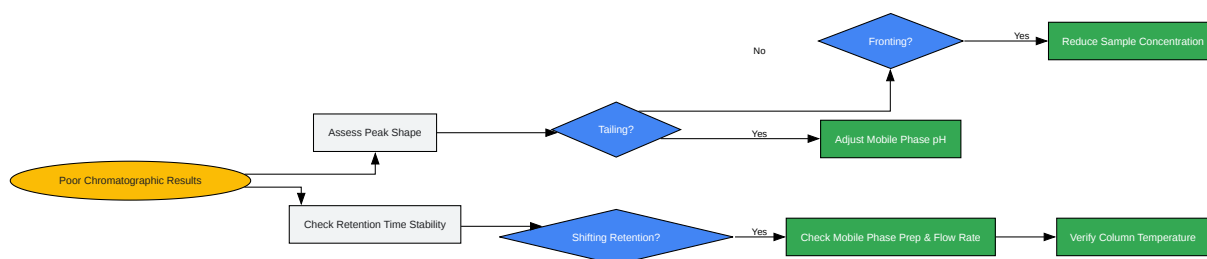 Fronting?
Yes
Reduce Sample Concentration
No
Assess Peak Shape
Tailing?
Yes
Adjust Mobile Phase pH
Poor Chromatographic Results
Check Retention Time Stability
Shifting Retention?
Yes
Check Mobile Phase Prep & Flow Rate
Verify Column Temperature